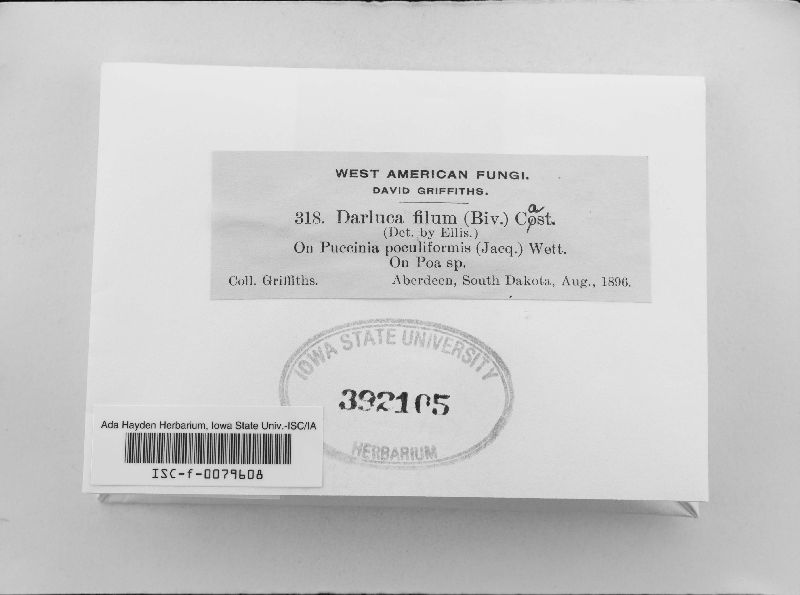 WEST AMERICAN FUNGI.
DAVID GRIFFITHS.
318. Darluca filum (Biv.) Cast.
(Det. by Ellis.)
On Puccinia poculiformis (Jacq.) Wett.
On Poa sp.
Coll. Griffiths. Aberdeen, South Dakota, Aug., 1896.
IOWA STATE UNIVERSITY
392105
HERBARIUM
Ada Hayden Herbarium, Iowa State Univ.-ISC/IA
ISC-f-0079608